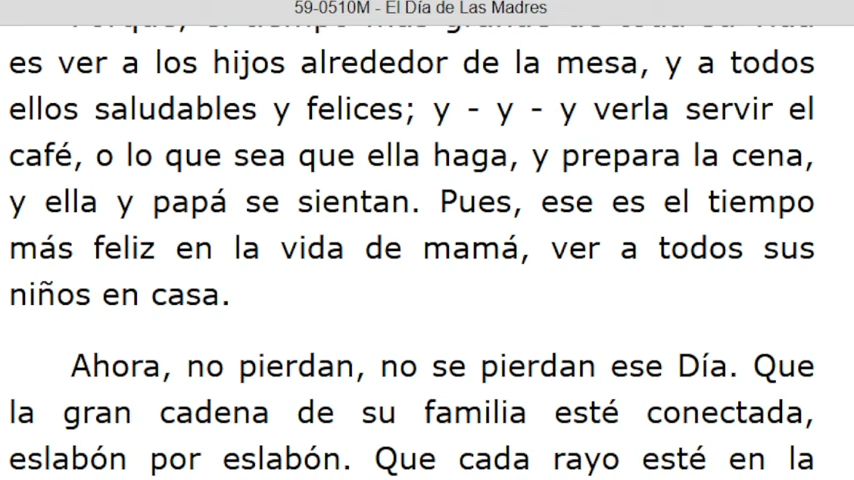 59-0510M - El Día de Las Madres
es ver a los hijos alrededor de la mesa, y a todos
ellos saludables y felices; y - y - y verla servir el
café, o lo que sea que ella haga, y prepara la cena,
y ella y papá se sientan. Pues, ese es el tiempo
más feliz en la vida de mamá, ver a todos sus
niños en casa.
Ahora, no pierdan, no se pierdan ese Día. Que
la gran cadena de su familia esté conectada,
eslabón por eslabón. Que cada rayo esté en la